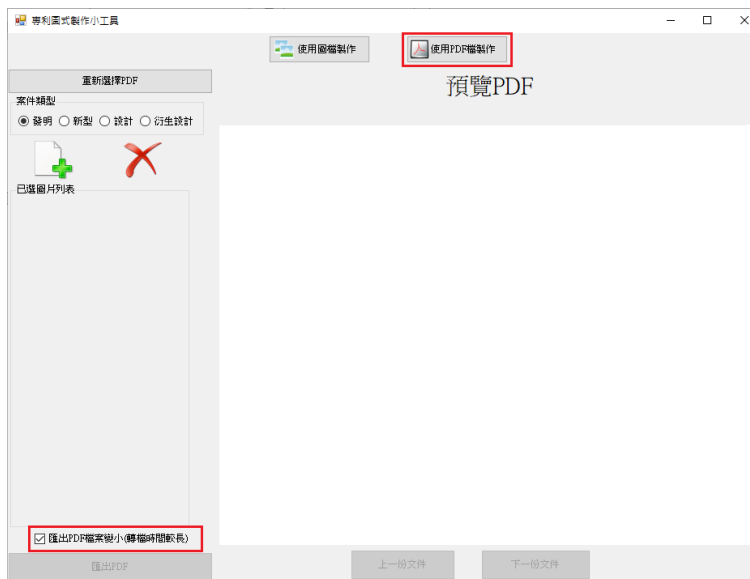 專利圖式製作小工具
使用圖檔製作
使用PDF檔製作
重新選擇PDF
預覽PDF
案件類型
發明 新型 設計 衍生設計
已選圖片列表
匯出PDF檔案變小(轉檔時間較長)
匯出PDF
上一份文件
下一份文件